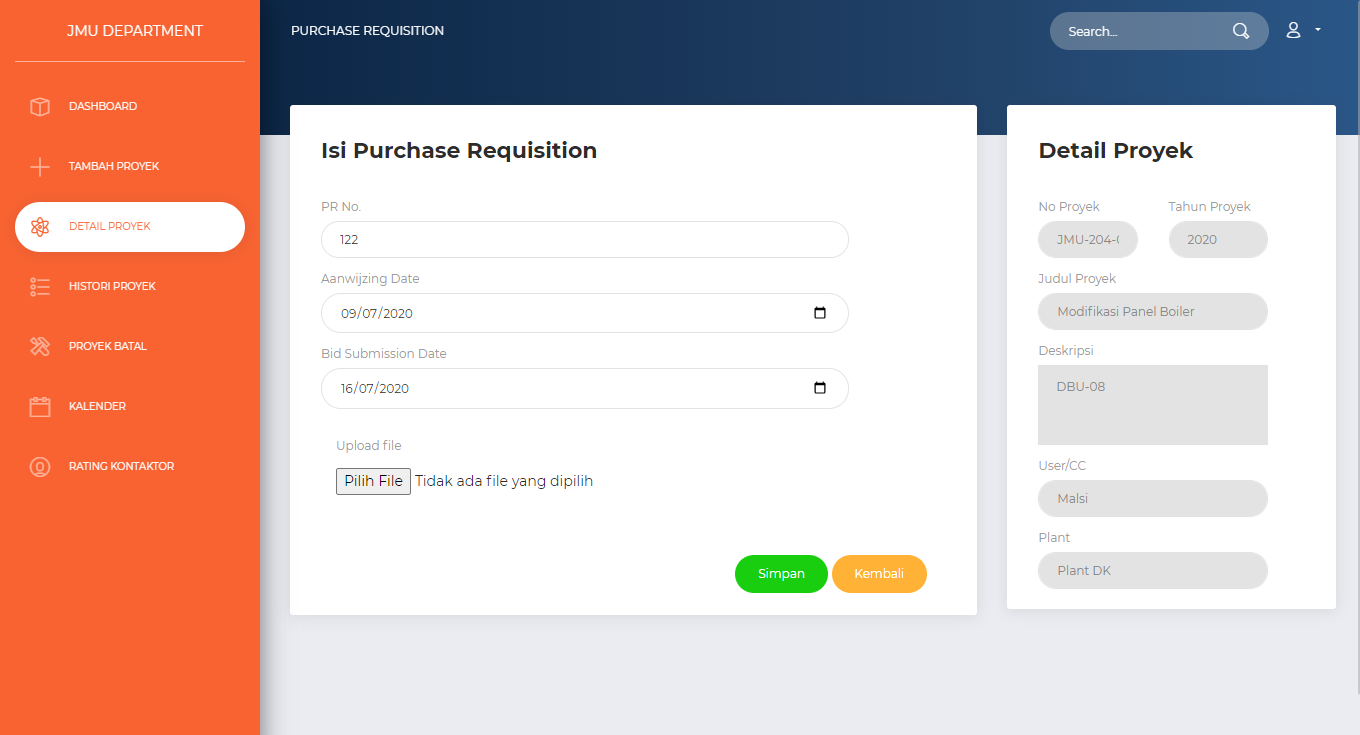 JMU DEPARTMENT
DASHBOARD
TAMBAH PROYEK
DETAIL PROYEK
HISTORI PROYEK
PROYEK BATAL
KALENDER
RATING KONTAKTOR
PURCHASE REQUISITION
Search...
Isi Purchase Requisition
PR No.
122
Aanwijzing Date
09/07/2020
Bid Submission Date
16/07/2020
Upload file
Pilih File Tidak ada file yang dipilih
Simpan Kembali
Detail Proyek
No Proyek Tahun Proyek
JMU-204- 2020
Judul Proyek
Modifikasi Panel Boiler
Deskripsi
DBU-08
User/CC
Malsi
Plant
Plant DK